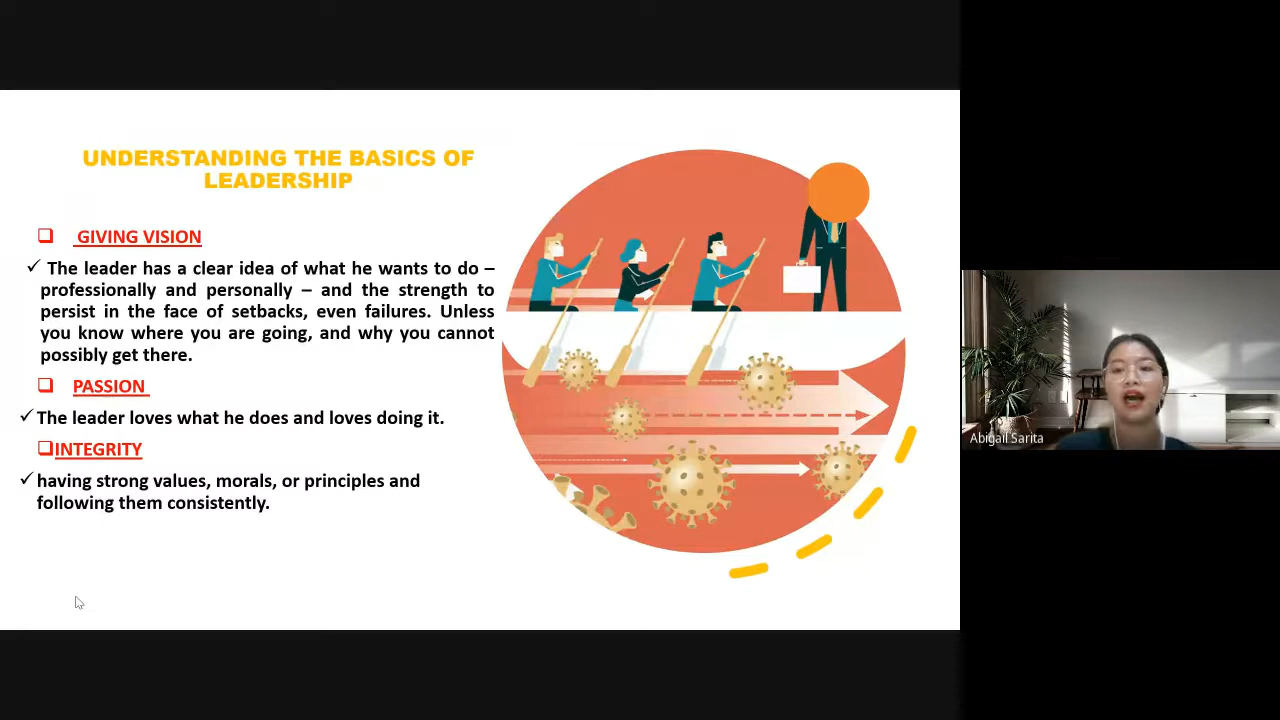 UNDERSTANDING THE BASICS OF
LEADERSHIP
❑ GIVING VISION
✓ The leader has a clear idea of what he wants to do –
professionally and personally – and the strength to
persist in the face of setbacks, even failures. Unless
you know where you are going, and why you cannot
possibly get there.
❑ PASSION
✓ The leader loves what he does and loves doing it.
❑INTEGRITY
✓ having strong values, morals, or principles and
following them consistently.
Abigail Sarita